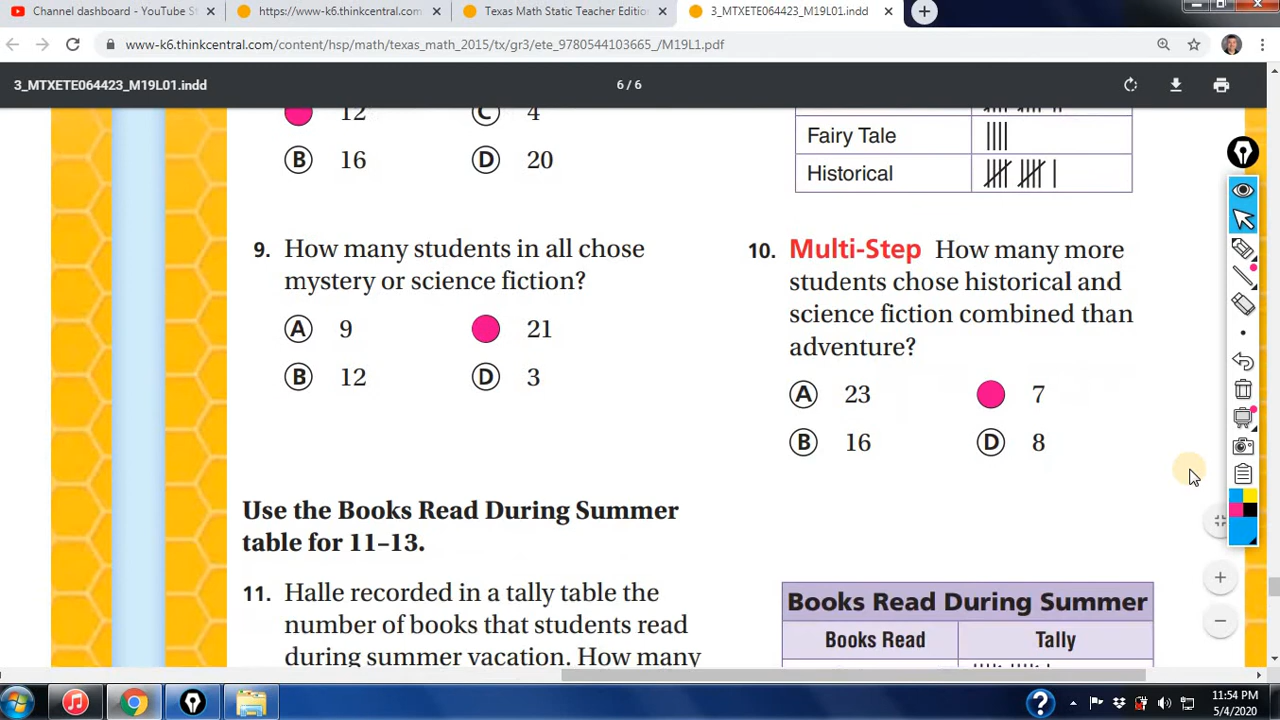 Channel dashboard - YouTube S
https://www-k6.thinkcentral.com
Texas Math Static Teacher Editio
3_MTXETE064423_M19L01.indd
www-k6.thinkcentral.com/content/hsp/math/texas_math_2015/tx/gr3/ete_9780544103665_/M19L1.pdf
3_MTXETE064423_M19L01.indd
6 / 6
12
C 4
B 16
D 20
Fairy Tale
Historical
9. How many students in all chose
mystery or science fiction?
A 9
21
B 12
D 3
10. Multi-Step How many more
students chose historical and
science fiction combined than
adventure?
A 23
7
B 16
D 8
Use the Books Read During Summer
table for 11–13.
11. Halle recorded in a tally table the
number of books that students read
during summer vacation. How many
Books Read During Summer
Books Read
Tally
11:54 PM
5/4/2020